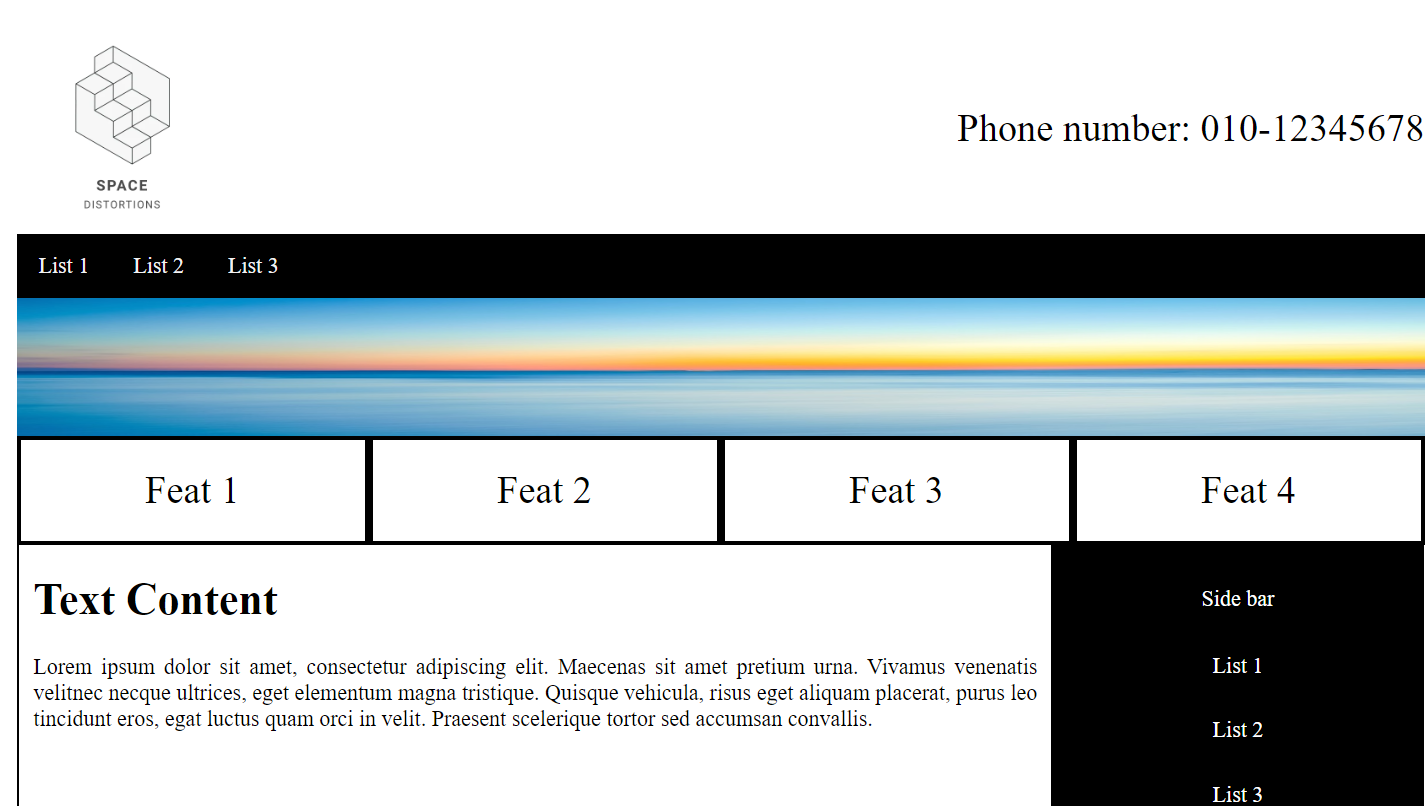 SPACE
DISTORTIONS
Phone number: 010-12345678
List 1
List 2
List 3
Feat 1
Feat 2
Feat 3
Feat 4
Text Content
Lorem ipsum dolor sit amet, consectetur adipiscing elit. Maecenas sit amet pretium urna. Vivamus venenatis
velitnec necque ultrices, eget elementum magna tristique. Quisque vehicula, risus eget aliquam placerat, purus leo
tincidunt eros, egat luctus quam orci in velit. Praesent scelerique tortor sed accumsan convallis.
Side bar
List 1
List 2
List 3